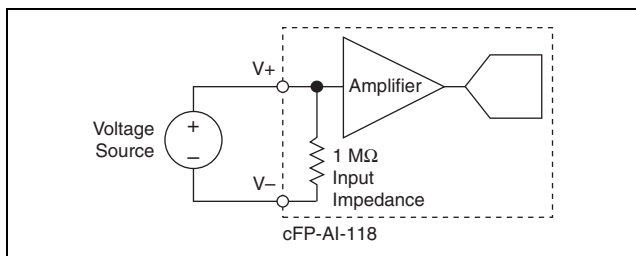 V+
Amplifier
Voltage
Source
+
–
1 MΩ
Input
Impedance
V–
cFP-AI-118